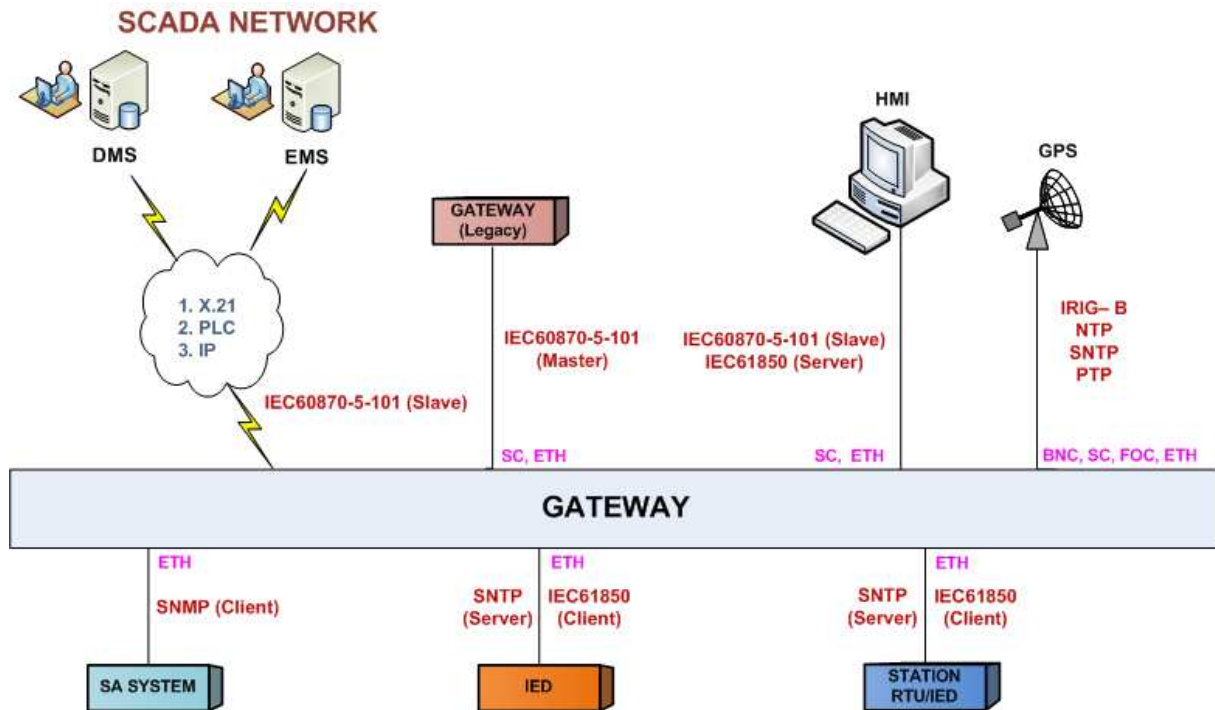 SCADA NETWORK
DMS
EMS
HMI
GPS
GATEWAY
(Legacy)
1. X.21
2. PLC
3. IP
IEC60870-5-101 (Slave)
IEC60870-5-101
(Master)
IEC60870-5-101 (Slave)
IEC61850 (Server)
IRIG– B
NTP
SNTP
PTP
SC, ETH
SC, ETH
BNC, SC, FOC, ETH
GATEWAY
ETH
SNMP (Client)
ETH
SNTP
(Server)
IEC61850
(Client)
ETH
SNTP
(Server)
IEC61850
(Client)
SA SYSTEM
IED
STATION
RTU/IED